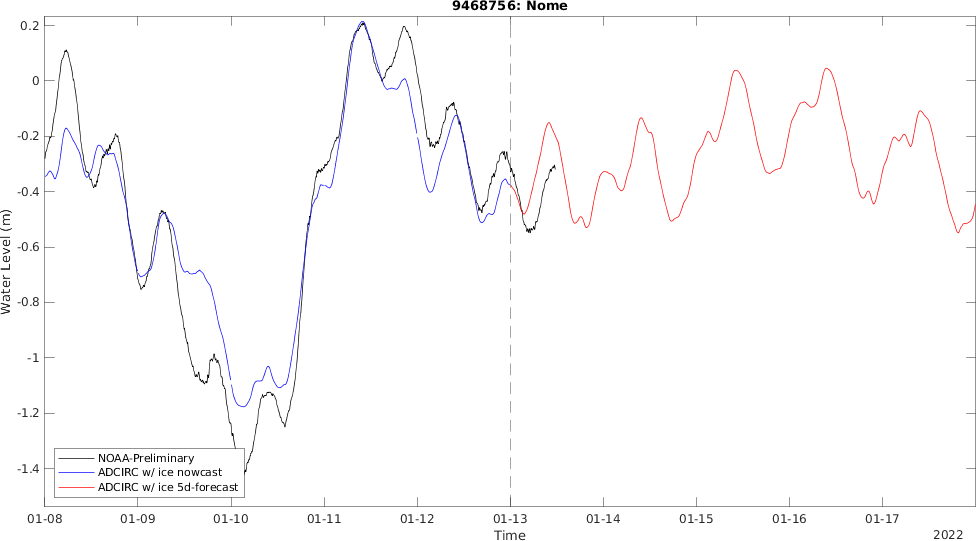 9468756: Nome
Water Level (m)
0.2
0
-0.2
-0.4
-0.6
-0.8
-1
-1.2
-1.4
NOAA-Preliminary
ADCIRC w/ ice nowcast
ADCIRC w/ ice 5d-forecast
01-08 01-09 01-10 01-11 01-12 01-13 01-14 01-15 01-16 01-17
Time
2022